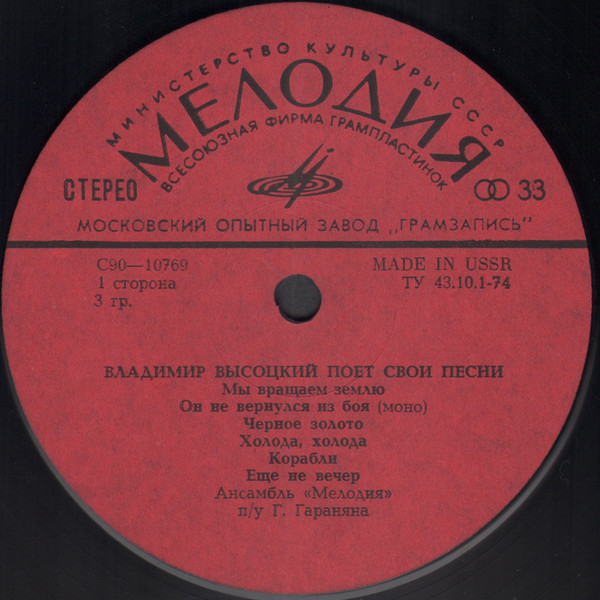 МИНИСТЕРСТВО КУЛЬТУРЫ СССР
МЕЛОДИЯ
ВСЕСОЮЗНАЯ ФИРМА ГРАМПЛАСТИНОК
СТЕРЕО
33
МОСКОВСКИЙ ОПЫТНЫЙ ЗАВОД „ГРАМЗАПИСЬ"
С90—10769
MADE IN USSR
1 сторона
ТУ 43.10.1-74
3 гр.
ВЛАДИМИР ВЫСОЦКИЙ ПОЕТ СВОИ ПЕСНИ
Мы вращаем землю
Он не вернулся из боя (моно)
Черное золото
Холода, холода
Корабли
Еще не вечер
Ансамбль «Мелодия»
п/у Г. Гараняна